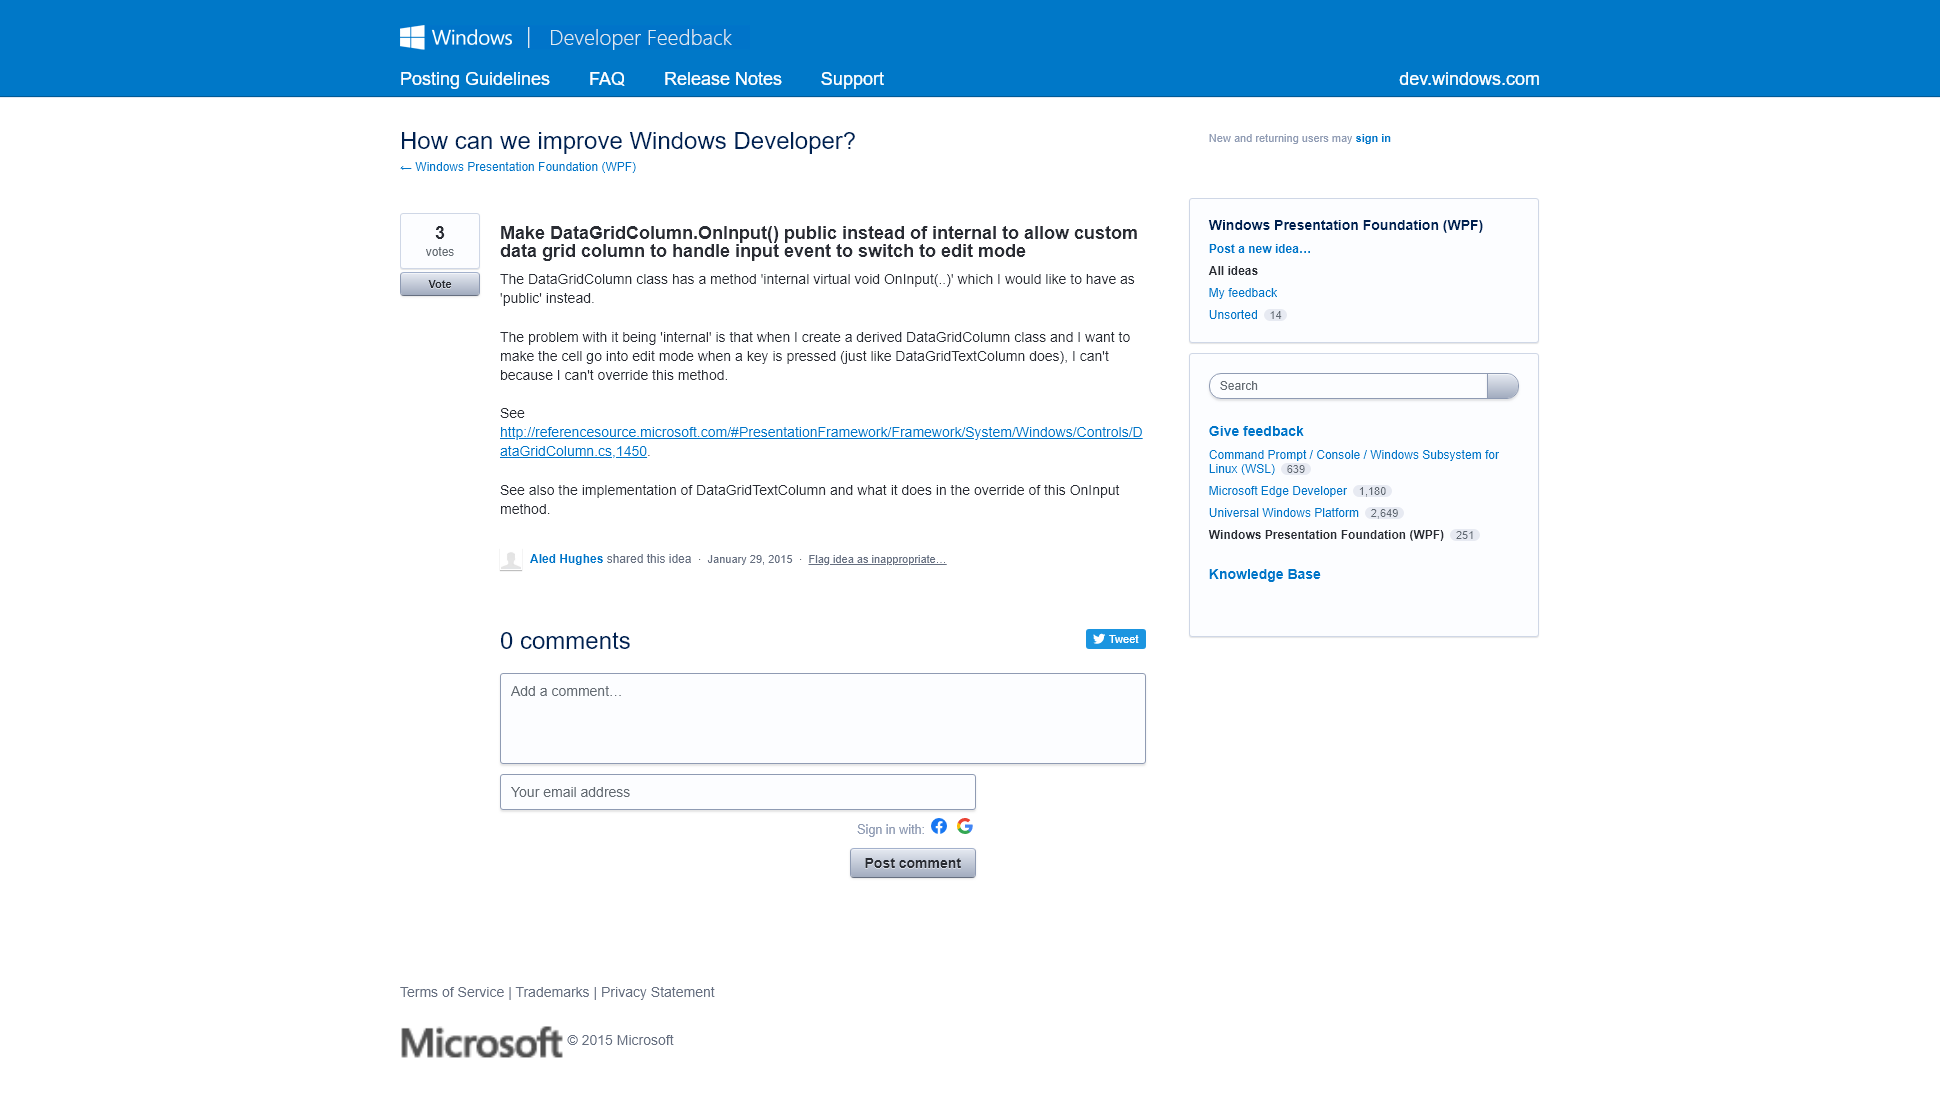 Windows | Developer Feedback
Posting Guidelines FAQ Release Notes Support dev.windows.com
How can we improve Windows Developer?
← Windows Presentation Foundation (WPF)
New and returning users may sign in
3
votes
Vote
Make DataGridColumn.OnInput() public instead of internal to allow custom
data grid column to handle input event to switch to edit mode
The DataGridColumn class has a method 'internal virtual void OnInput(..)' which I would like to have as
'public' instead.
The problem with it being 'internal' is that when I create a derived DataGridColumn class and I want to
make the cell go into edit mode when a key is pressed (just like DataGridTextColumn does), I can't
because I can't override this method.
See
http://referencesource.microsoft.com/#PresentationFramework/Framework/System/Windows/Controls/D
ataGridColumn.cs,1450.
See also the implementation of DataGridTextColumn and what it does in the override of this OnInput
method.
Aled Hughes shared this idea · January 29, 2015 · Flag idea as inappropriate…
0 comments
Tweet
Add a comment…
Your email address
Sign in with:
Post comment
Windows Presentation Foundation (WPF)
Post a new idea…
All ideas
My feedback
Unsorted 14
Search
Give feedback
Command Prompt / Console / Windows Subsystem for
Linux (WSL) 639
Microsoft Edge Developer 1,180
Universal Windows Platform 2,649
Windows Presentation Foundation (WPF) 251
Knowledge Base
Terms of Service | Trademarks | Privacy Statement
Microsoft © 2015 Microsoft